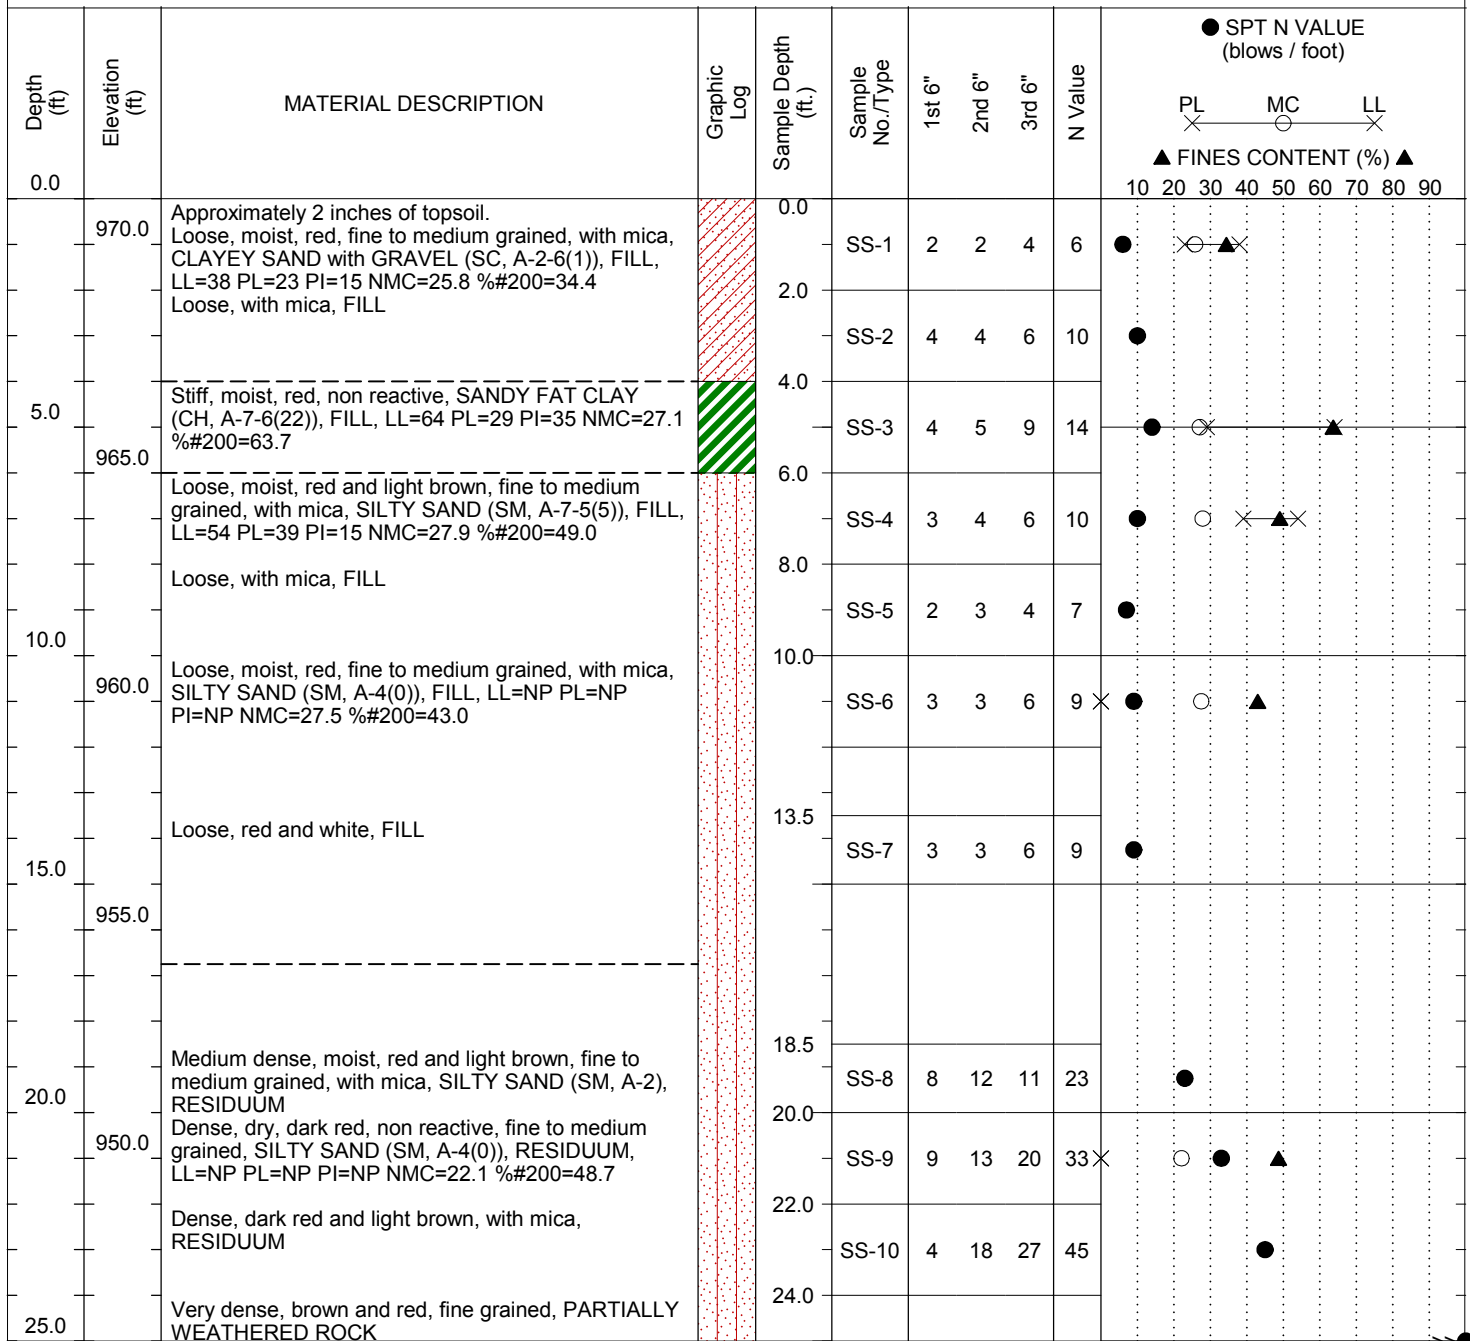 ● SPT N VALUE
(blows / foot)
PL MC LL
▲ FINES CONTENT (%) ▲
10 20 30 40 50 60 70 80 90
Depth
(ft)
Elevation
(ft)
MATERIAL DESCRIPTION
Graphic
Log
Sample Depth
(ft.)
Sample
No./Type
1st 6"
2nd 6"
3rd 6"
N Value
0.0
0.0
970.0
Approximately 2 inches of topsoil.
Loose, moist, red, fine to medium grained, with mica,
CLAYEY SAND with GRAVEL (SC, A-2-6(1)), FILL,
LL=38 PL=23 PI=15 NMC=25.8 %#200=34.4
Loose, with mica, FILL
SS-1 2 2 4 6
2.0
SS-2 4 4 6 10
4.0
5.0
Stiff, moist, red, non reactive, SANDY FAT CLAY
(CH, A-7-6(22)), FILL, LL=64 PL=29 PI=35 NMC=27.1
%#200=63.7
SS-3 4 5 9 14
965.0
6.0
Loose, moist, red and light brown, fine to medium
grained, with mica, SILTY SAND (SM, A-7-5(5)), FILL,
LL=54 PL=39 PI=15 NMC=27.9 %#200=49.0
SS-4 3 4 6 10
8.0
Loose, with mica, FILL
SS-5 2 3 4 7
10.0
10.0
960.0
Loose, moist, red, fine to medium grained, with mica,
SILTY SAND (SM, A-4(0)), FILL, LL=NP PL=NP
PI=NP NMC=27.5 %#200=43.0
SS-6 3 3 6 9
13.5
Loose, red and white, FILL
SS-7 3 3 6 9
15.0
955.0
18.5
Medium dense, moist, red and light brown, fine to
medium grained, with mica, SILTY SAND (SM, A-2),
RESIDUUM
SS-8 8 12 11 23
20.0
20.0
950.0
Dense, dry, dark red, non reactive, fine to medium
grained, SILTY SAND (SM, A-4(0)), RESIDUUM,
LL=NP PL=NP PI=NP NMC=22.1 %#200=48.7
SS-9 9 13 20 33
22.0
Dense, dark red and light brown, with mica,
RESIDUUM
SS-10 4 18 27 45
24.0
Very dense, brown and red, fine grained, PARTIALLY
WEATHERED ROCK
25.0